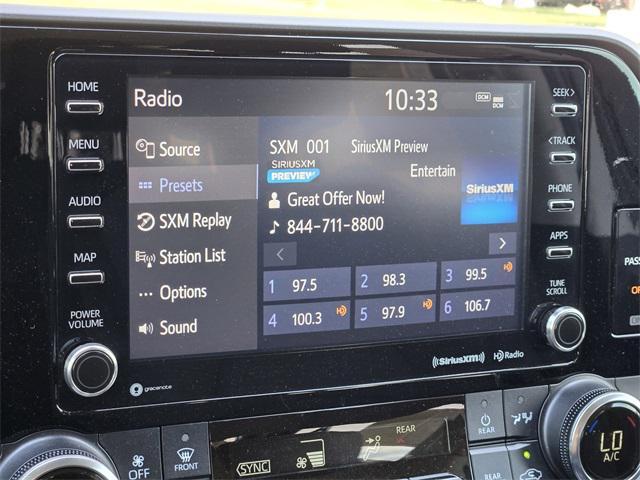 HOME
MENU
AUDIO
MAP
POWER
VOLUME
Radio
10:33
DCM
DCM
Source
Presets
SXM Replay
Station List
Options
Sound
SXM 001 SiriusXM Preview
SIRIUSXM
PREVIEW
Entertain
Great Offer Now!
844-711-8800
SiriusXM
< >
1 97.5
2 98.3
3 99.5
4 100.3
5 97.9
6 106.7
SEEK>
<TRACK
PHONE
APPS
TUNE
SCROLL
gracenote
((SiriusXM))
HD Radio
PASS
OF
OFF
FRONT
SYNC
REAR
REAR
LO
A/C